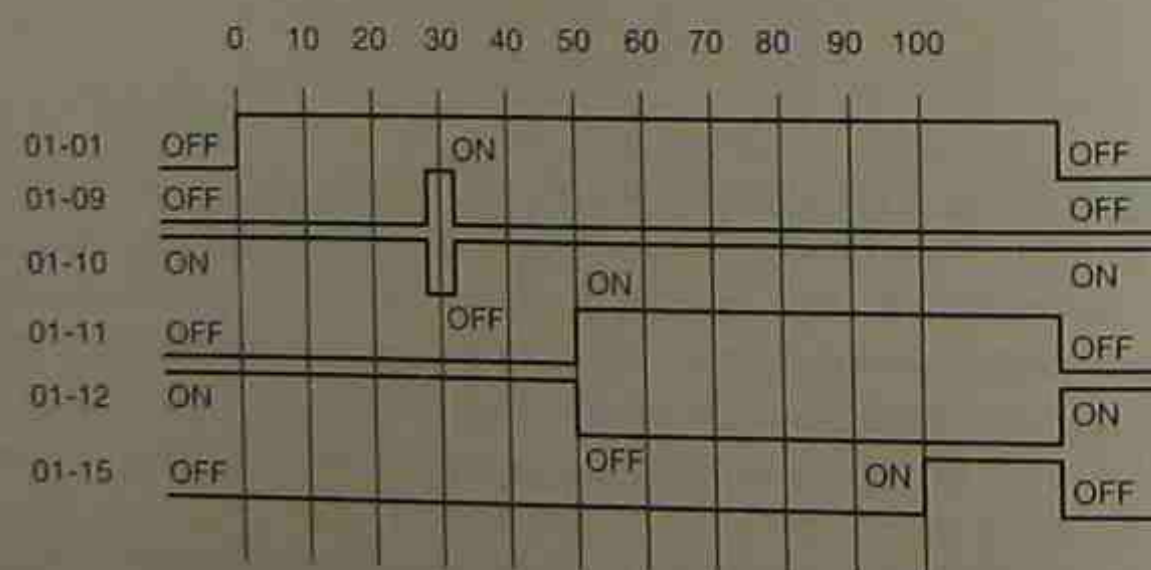 0 10 20 30 40 50 60 70 80 90 100
01-01 OFF ON OFF
01-09 OFF OFF
01-10 ON ON ON
01-11 OFF OFF OFF
01-12 ON ON
01-15 OFF OFF ON OFF